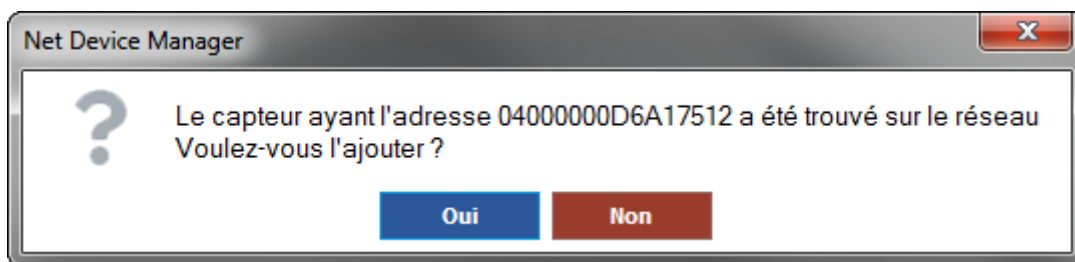 Net Device Manager
Le capteur ayant l'adresse 04000000D6A17512 a été trouvé sur le réseau
Voulez-vous l'ajouter ?
Oui
Non